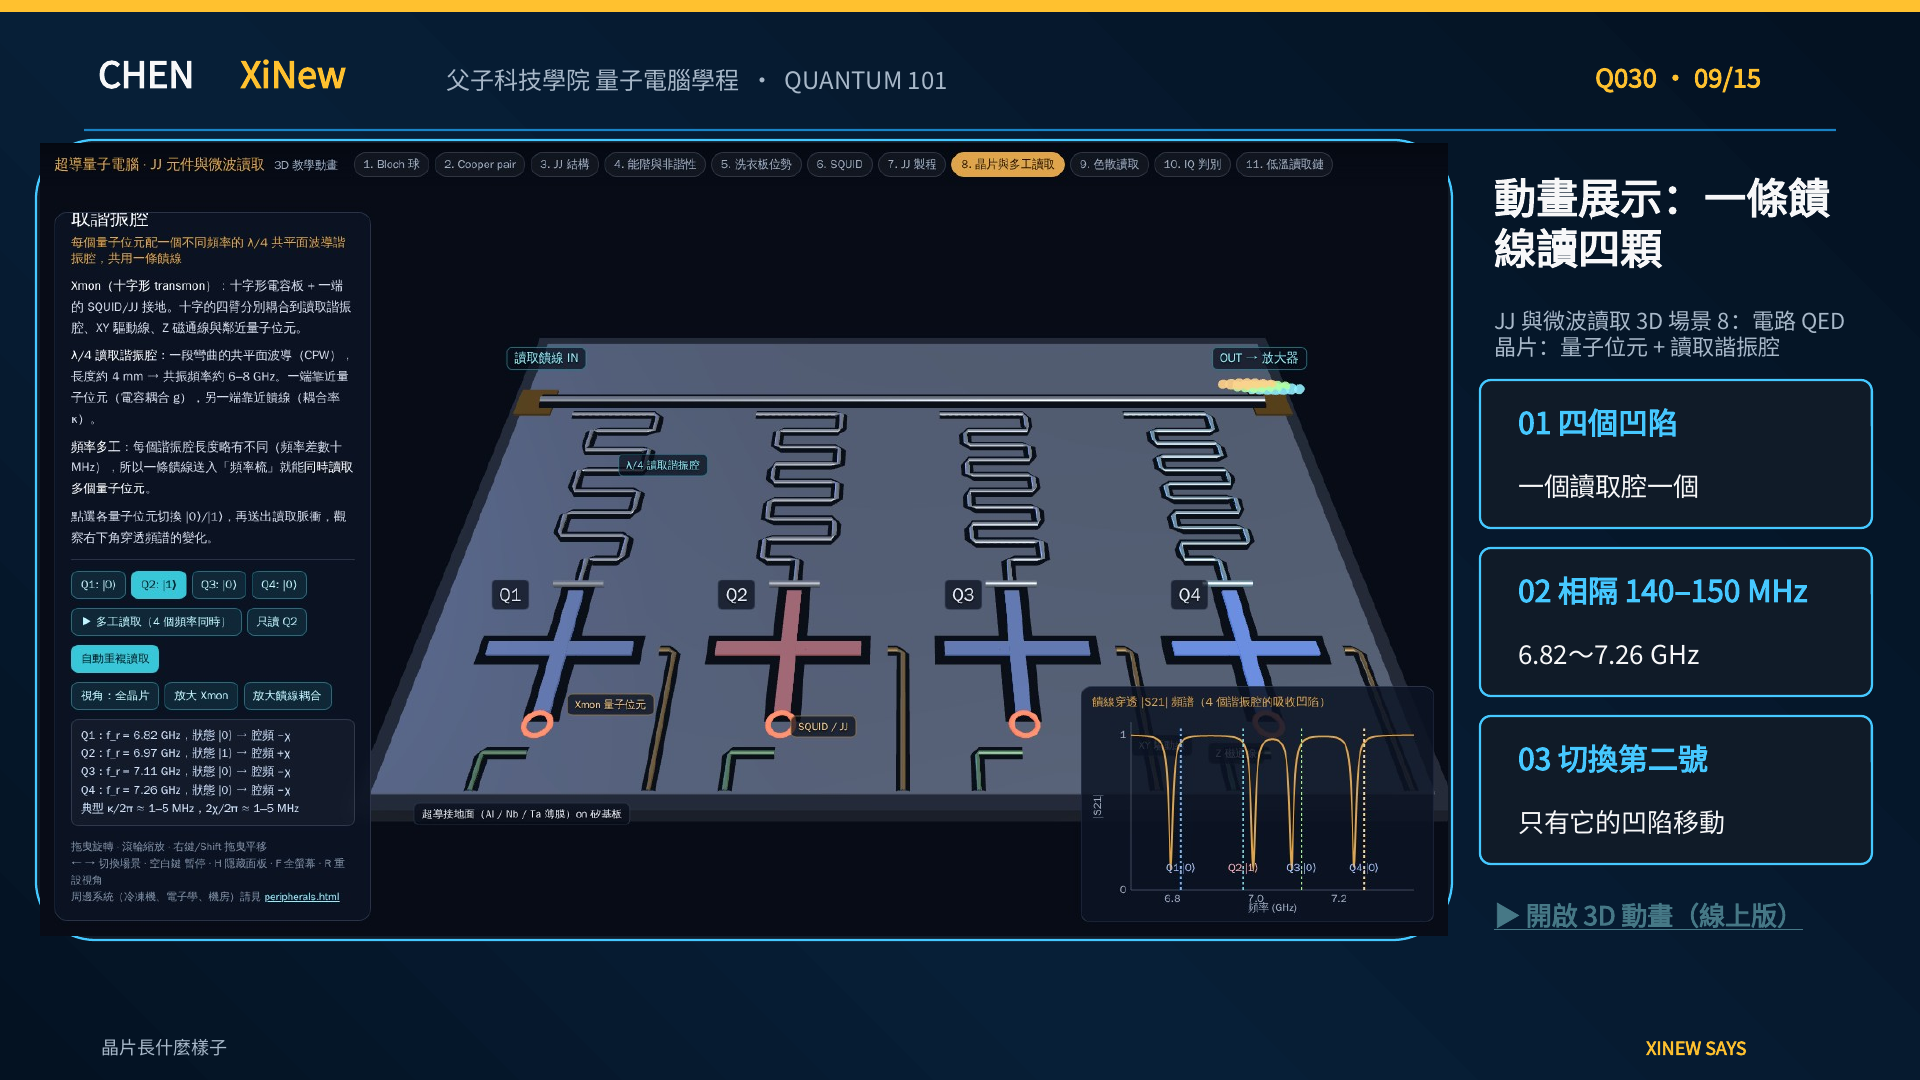 CHEN XiNew 父子科技學院 量子電腦學程 · QUANTUM 101 Q030 · 09/15
超導量子電腦 · JJ 元件與微波讀取 3D 教學動畫 1. Bloch 球 2. Cooper pair 3. JJ 結構 4. 能階與非諧性 5. 洗衣板位勢 6. SQUID 7. JJ 製程 8. 晶片與多工讀取 9. 色散讀取 10. IQ 判別 11. 低溫讀取鏈
取諧振腔
每個量子位元配一個不同頻率的 λ/4 共平面波導諧
振腔，共用一條饋線
Xmon（十字形 transmon）：十字形電容板 + 一端
的 SQUID/JJ 接地。十字的四臂分別耦合到讀取諧振
腔、XY 驅動線、Z 磁通線與鄰近量子位元。
λ/4 讀取諧振腔：一段彎曲的共平面波導（CPW），
長度約 4 mm → 共振頻率約 6–8 GHz。一端靠近量
子位元（電容耦合 g），另一端靠近饋線（耦合率
κ）。
頻率多工：每個諧振腔長度略有不同（頻率差數十
MHz），所以一條饋線送入「頻率梳」就能同時讀取
多個量子位元。
點選各量子位元切換 |0⟩/|1⟩，再送出讀取脈衝，觀
察右下角穿透頻譜的變化。
Q1: |0⟩ Q2: |1⟩ Q3: |0⟩ Q4: |0⟩
▶ 多工讀取（4 個頻率同時） 只讀 Q2
自動重複讀取
視角：全晶片 放大 Xmon 放大饋線耦合
Q1：f_r = 6.82 GHz，狀態 |0⟩ → 腔頻 −χ
Q2：f_r = 6.97 GHz，狀態 |1⟩ → 腔頻 +χ
Q3：f_r = 7.11 GHz，狀態 |0⟩ → 腔頻 −χ
Q4：f_r = 7.26 GHz，狀態 |0⟩ → 腔頻 −χ
典型 κ/2π ≈ 1–5 MHz，2χ/2π ≈ 1–5 MHz
拖曳旋轉 · 滾輪縮放 · 右鍵/Shift 拖曳平移
← → 切換場景 · 空白鍵 暫停 · H 隱藏面板 · F 全螢幕 · R 重
設視角
周邊系統（冷凍機、電子學、機房）請見 peripherals.html
讀取饋線 IN
OUT → 放大器
λ/4 讀取諧振腔
Q1
Q2
Q3
Q4
Xmon 量子位元
SQUID / JJ
超導接地面（Al / Nb / Ta 薄膜）on 矽基板
饋線穿透 |S21| 頻譜（4 個諧振腔的吸收凹陷）
1
|S21|
Q1|0⟩ Q2|1⟩ Q3|0⟩ Q4|0⟩
0
6.8 7.0 7.2
頻率 (GHz)
動畫展示：一條饋
線讀四顆
JJ 與微波讀取 3D 場景 8：電路 QED
晶片：量子位元 + 讀取諧振腔
01 四個凹陷
一個讀取腔一個
02 相隔 140–150 MHz
6.82～7.26 GHz
03 切換第二號
只有它的凹陷移動
▶ 開啟 3D 動畫（線上版）
晶片長什麼樣子
XINEW SAYS